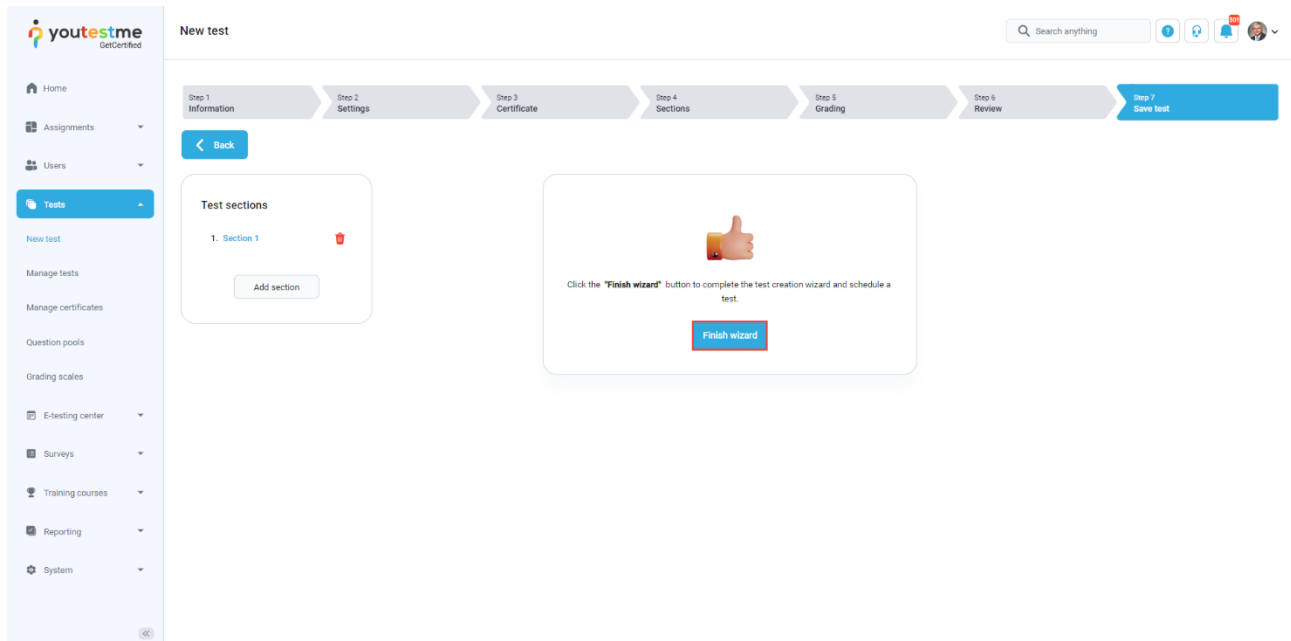 youtestme
GetCertified
New test
Search anything
?
301
Home
Assignments
Users
Tests
New test
Manage tests
Manage certificates
Question pools
Grading scales
E-testing center
Surveys
Training courses
Reporting
System
Step 1
Information
Step 2
Settings
Step 3
Certificate
Step 4
Sections
Step 5
Grading
Step 6
Review
Step 7
Save test
Back
Test sections
1. Section 1
Add section
Click the "Finish wizard" button to complete the test creation wizard and schedule a
test.
Finish wizard